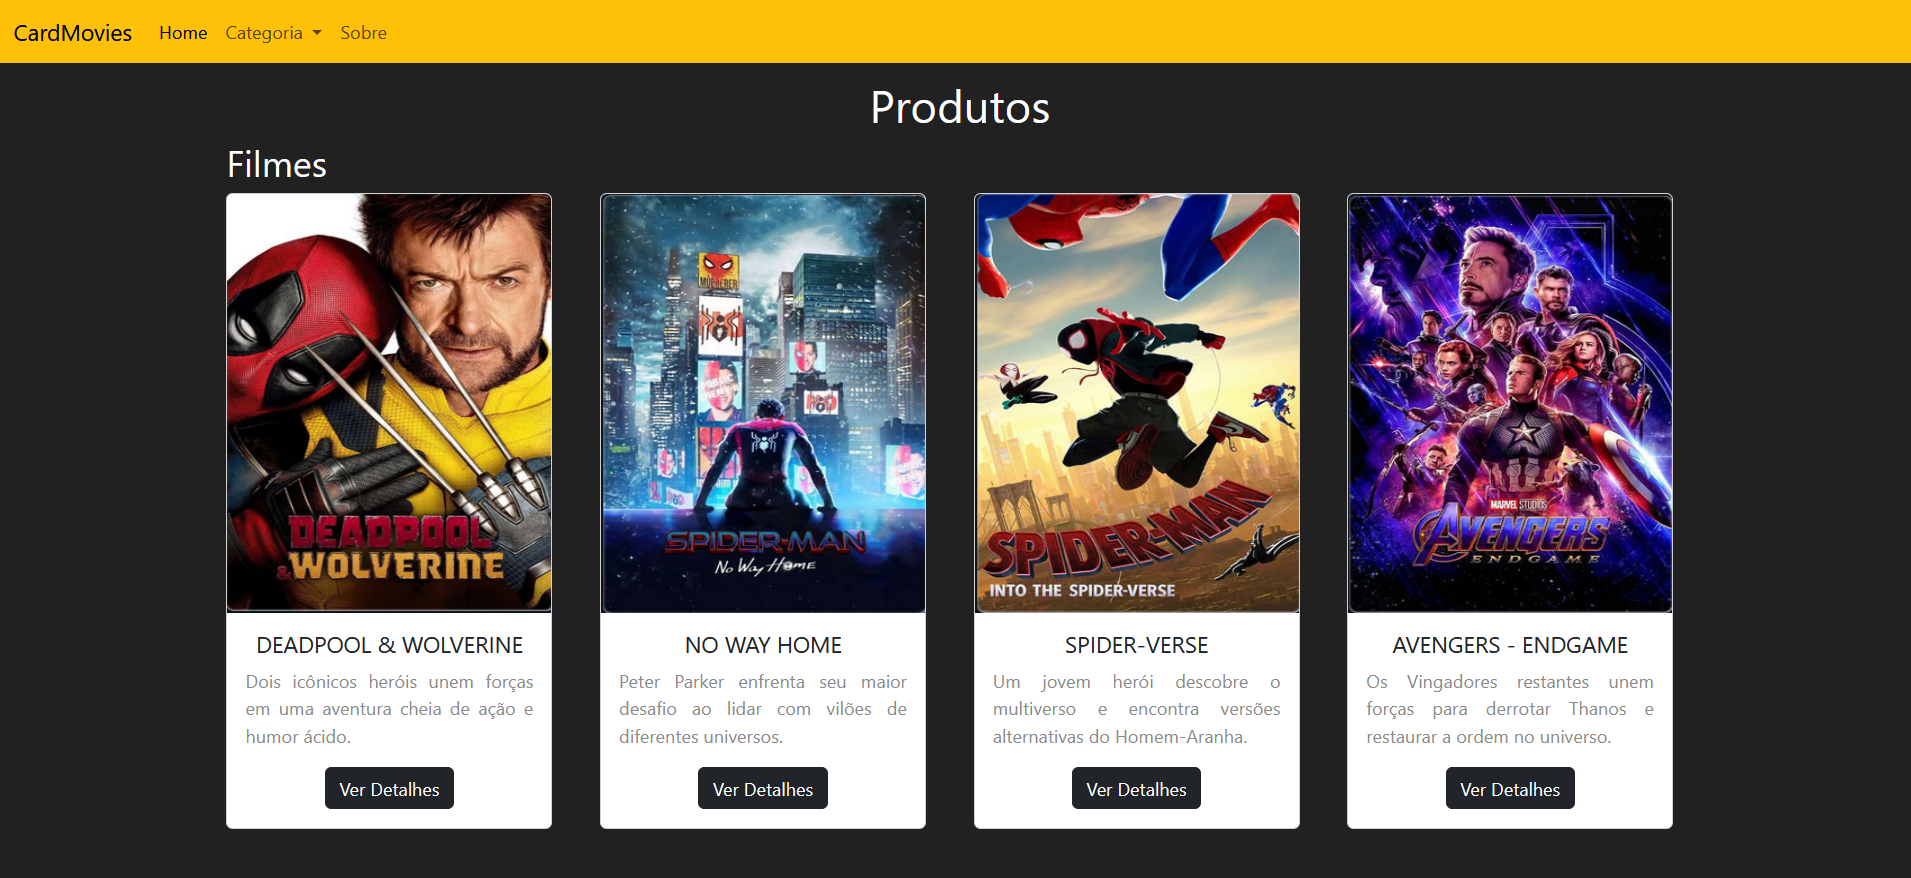 CardMovies Home Categoria Sobre
Produtos
Filmes
DEADPOOL
& WOLVERINE
SPIDER-MAN
No Way Home
SPIDER-MAN
INTO THE SPIDER-VERSE
MARVEL STUDIOS
AVENGERS
ENDGAME
DEADPOOL & WOLVERINE
Dois icônicos heróis unem forças
em uma aventura cheia de ação e
humor ácido.
Ver Detalhes
NO WAY HOME
Peter Parker enfrenta seu maior
desafio ao lidar com vilões de
diferentes universos.
Ver Detalhes
SPIDER-VERSE
Um jovem herói descobre o
multiverso e encontra versões
alternativas do Homem-Aranha.
Ver Detalhes
AVENGERS - ENDGAME
Os Vingadores restantes unem
forças para derrotar Thanos e
restaurar a ordem no universo.
Ver Detalhes